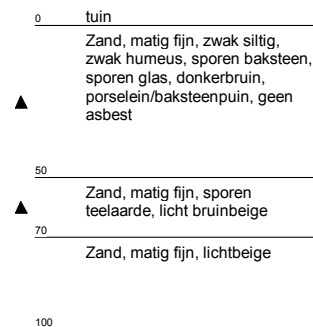 0 tuin
Zand, matig fijn, zwak siltig,
zwak humeus, sporen baksteen,
sporen glas, donkerbruin,
porselein/baksteenpuin, geen
asbest
50
Zand, matig fijn, sporen
teelaarde, licht bruinbeige
70
Zand, matig fijn, lichtbeige
100